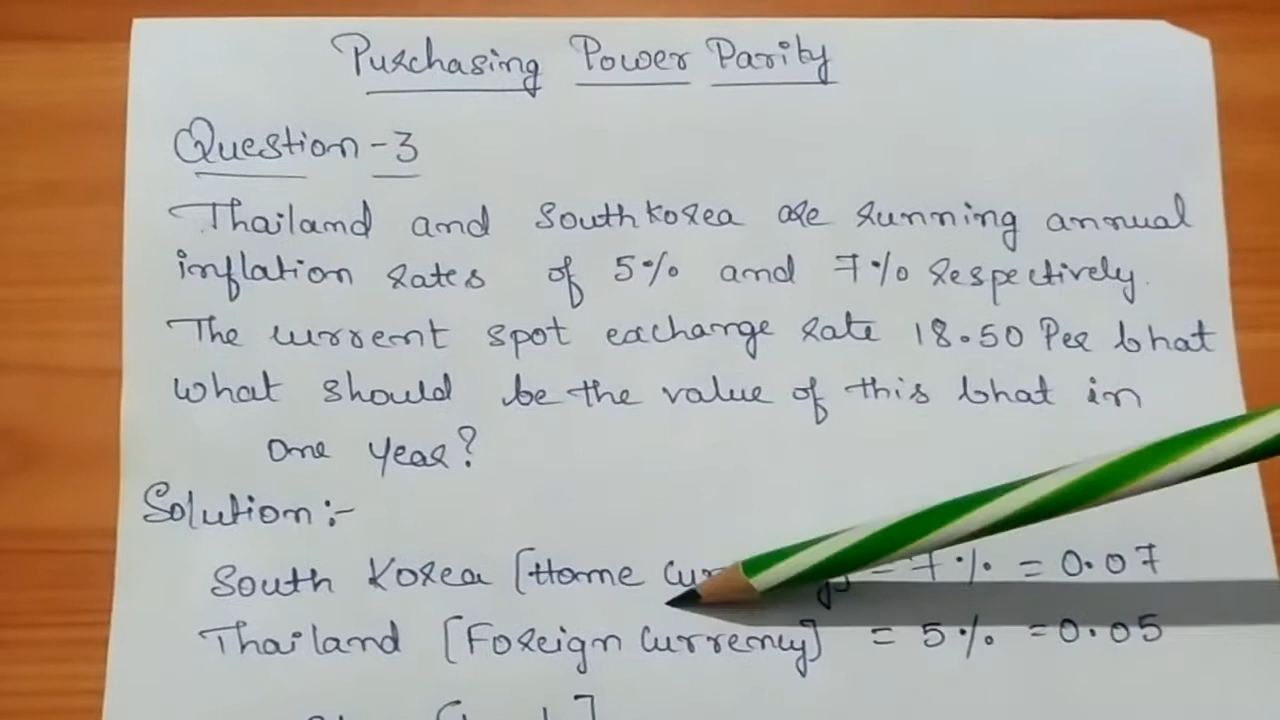 Purchasing Power Parity
Question-3
Thailand and South korea are running annual
inflation rates of 5% and 7% respectively.
The current spot exchange rate 18.50 Per bhat
what should be the value of this bhat in
one year?
Solution:-
South Korea [Home = 7% = 0.07
Thailand [Foreign Currency] = 5% = 0.05